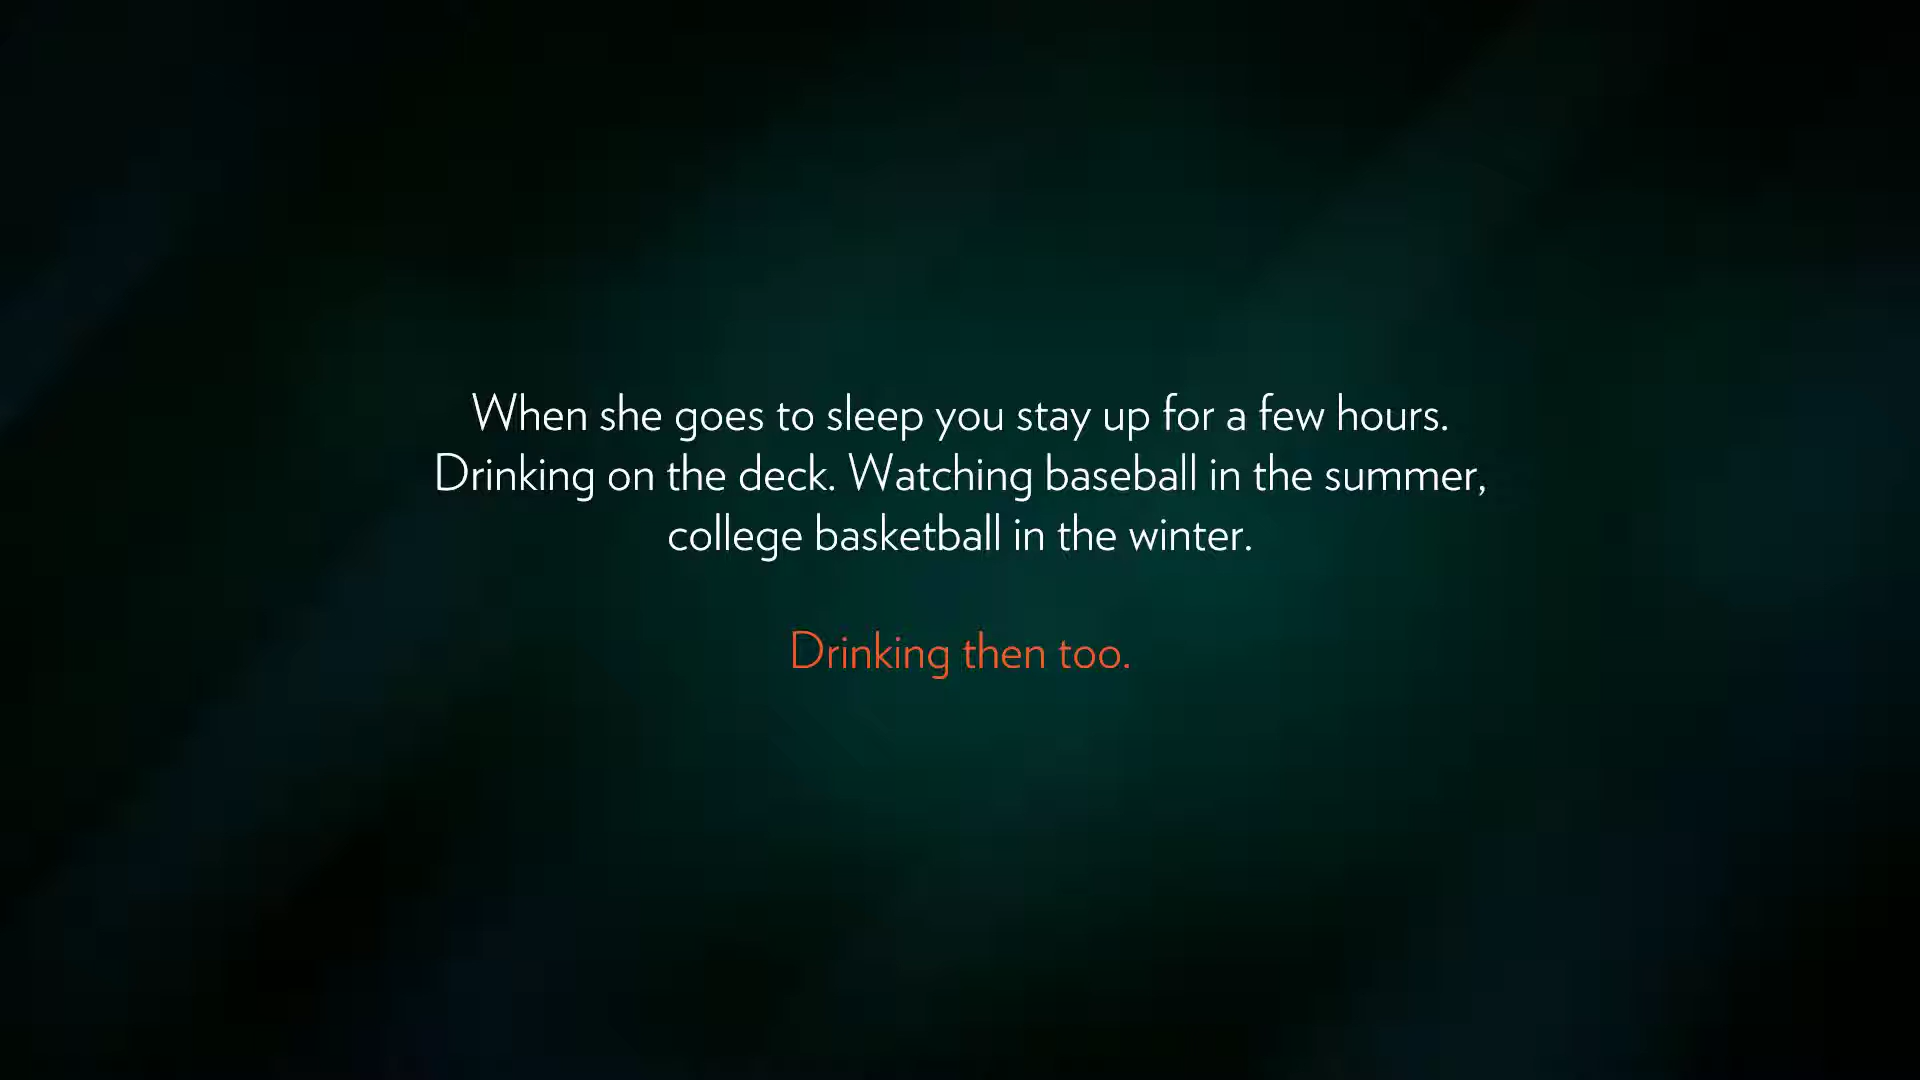 When she goes to sleep you stay up for a few hours.
Drinking on the deck. Watching baseball in the summer,
college basketball in the winter.
Drinking then too.